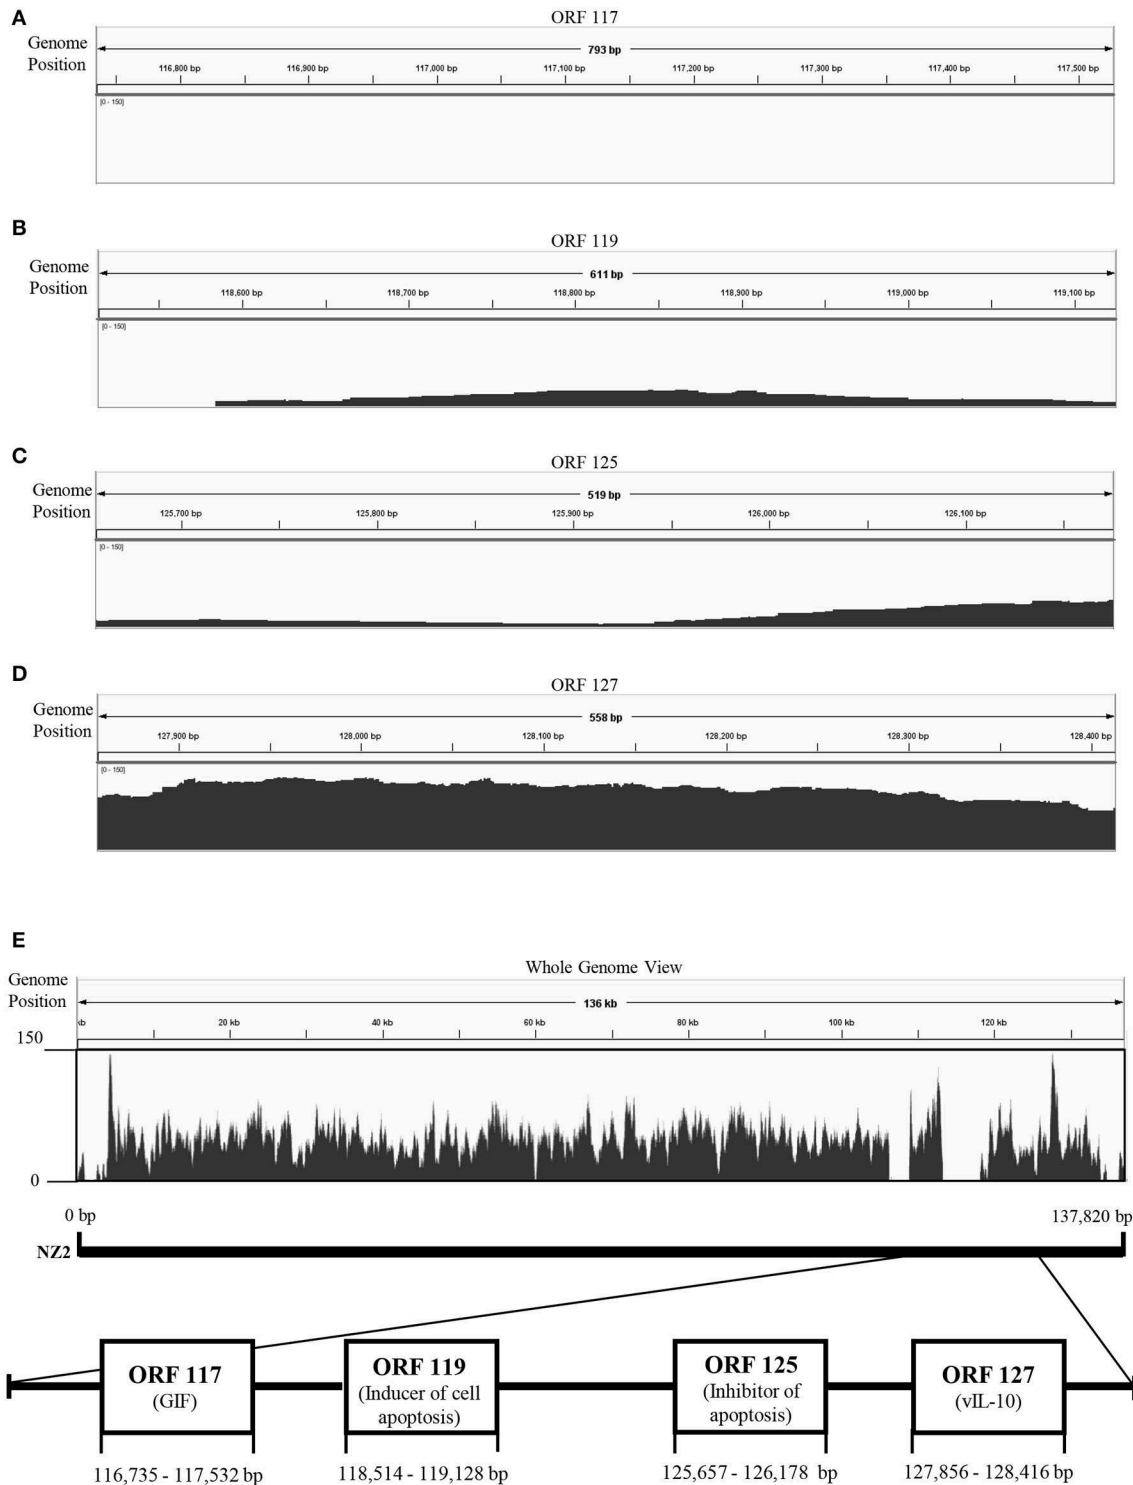 A
ORF 117
Genome
Position
793 bp
116,800 bp 116,900 bp 117,000 bp 117,100 bp 117,200 bp 117,300 bp 117,400 bp 117,500 bp
[0 - 150]
B
ORF 119
Genome
Position
611 bp
118,600 bp 118,700 bp 118,800 bp 118,900 bp 119,000 bp 119,100 bp
[0 - 150]
C
ORF 125
Genome
Position
519 bp
125,700 bp 125,800 bp 125,900 bp 126,000 bp 126,100 bp
[0 - 150]
D
ORF 127
Genome
Position
558 bp
127,900 bp 128,000 bp 128,100 bp 128,200 bp 128,300 bp 128,400 bp
[0 - 150]
E
Whole Genome View
Genome
Position
136 kb
kb 20 kb 40 kb 60 kb 80 kb 100 kb 120 kb
150
0
0 bp 137,820 bp
NZ2
ORF 117
(GIF)
ORF 119
(Inducer of cell
apoptosis)
ORF 125
(Inhibitor of
apoptosis)
ORF 127
(vIL-10)
116,735 - 117,532 bp 118,514 - 119,128 bp 125,657 - 126,178 bp 127,856 - 128,416 bp